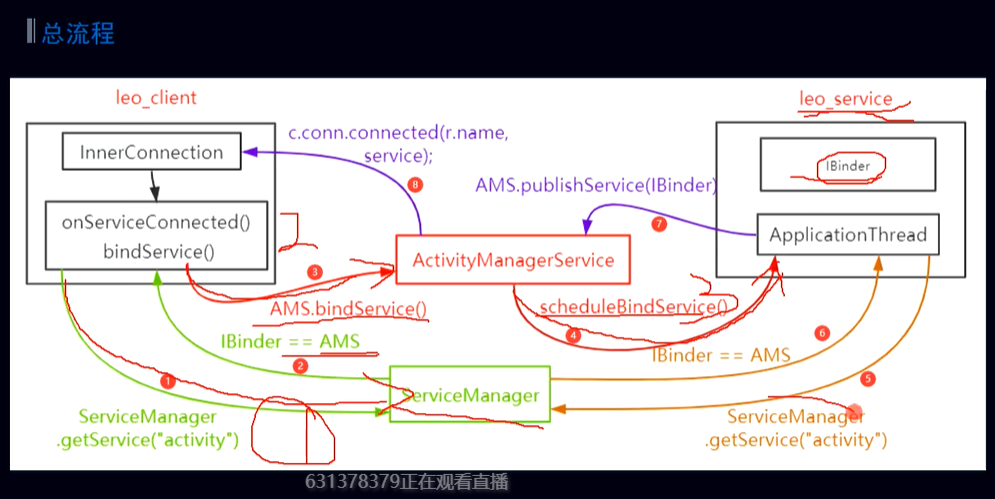 总流程
leo_client
leo_service
InnerConnection
c.conn.connected(r.name,
service);
IBinder
8
AMS.publishService(IBinder)
onServiceConnected()
bindService()
7
ApplicationThread
3
ActivityManagerService
AMS.bindService()
scheduleBindService()
4
6
IBinder == AMS
IBinder == AMS
2
1
5
ServiceManager
ServiceManager
.getService("activity")
ServiceManager
.getService("activity")
631378379正在观看直播